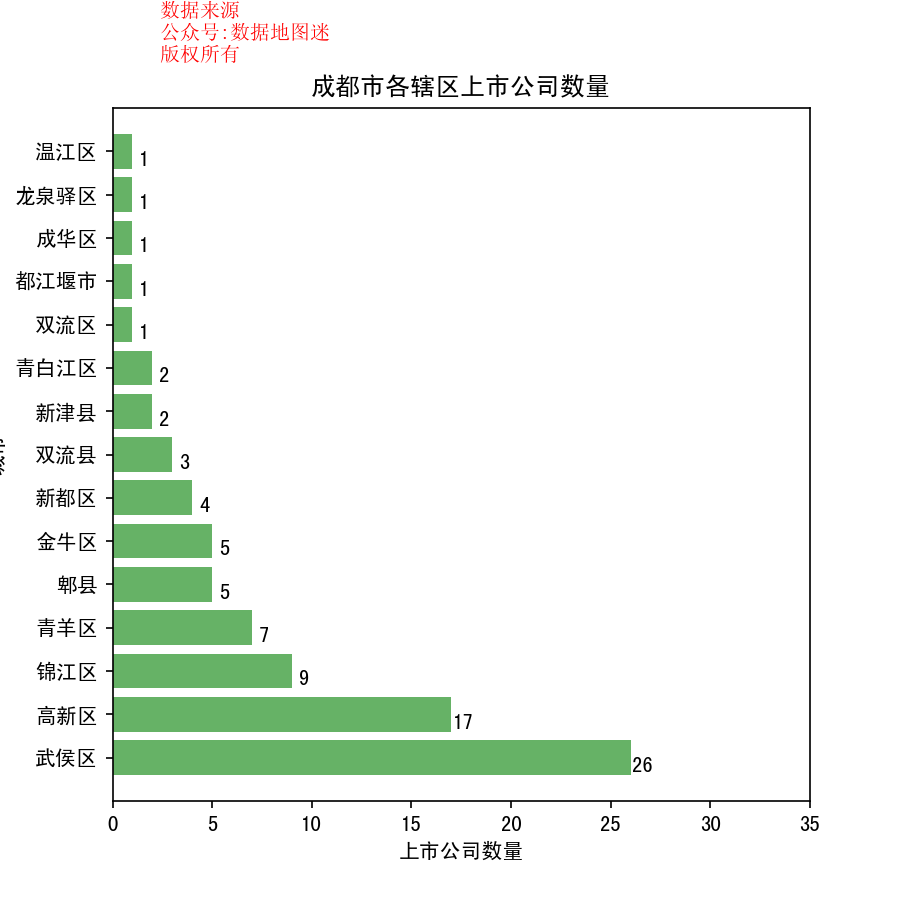 数据来源
公众号:数据地图迷
版权所有
成都市各辖区上市公司数量
温江区 1
龙泉驿区 1
成华区 1
都江堰市 1
双流区 1
青白江区 2
新津县 2
双流县 3
新都区 4
金牛区 5
郫县 5
青羊区 7
锦江区 9
高新区 17
武侯区 26
0 5 10 15 20 25 30 35
上市公司数量